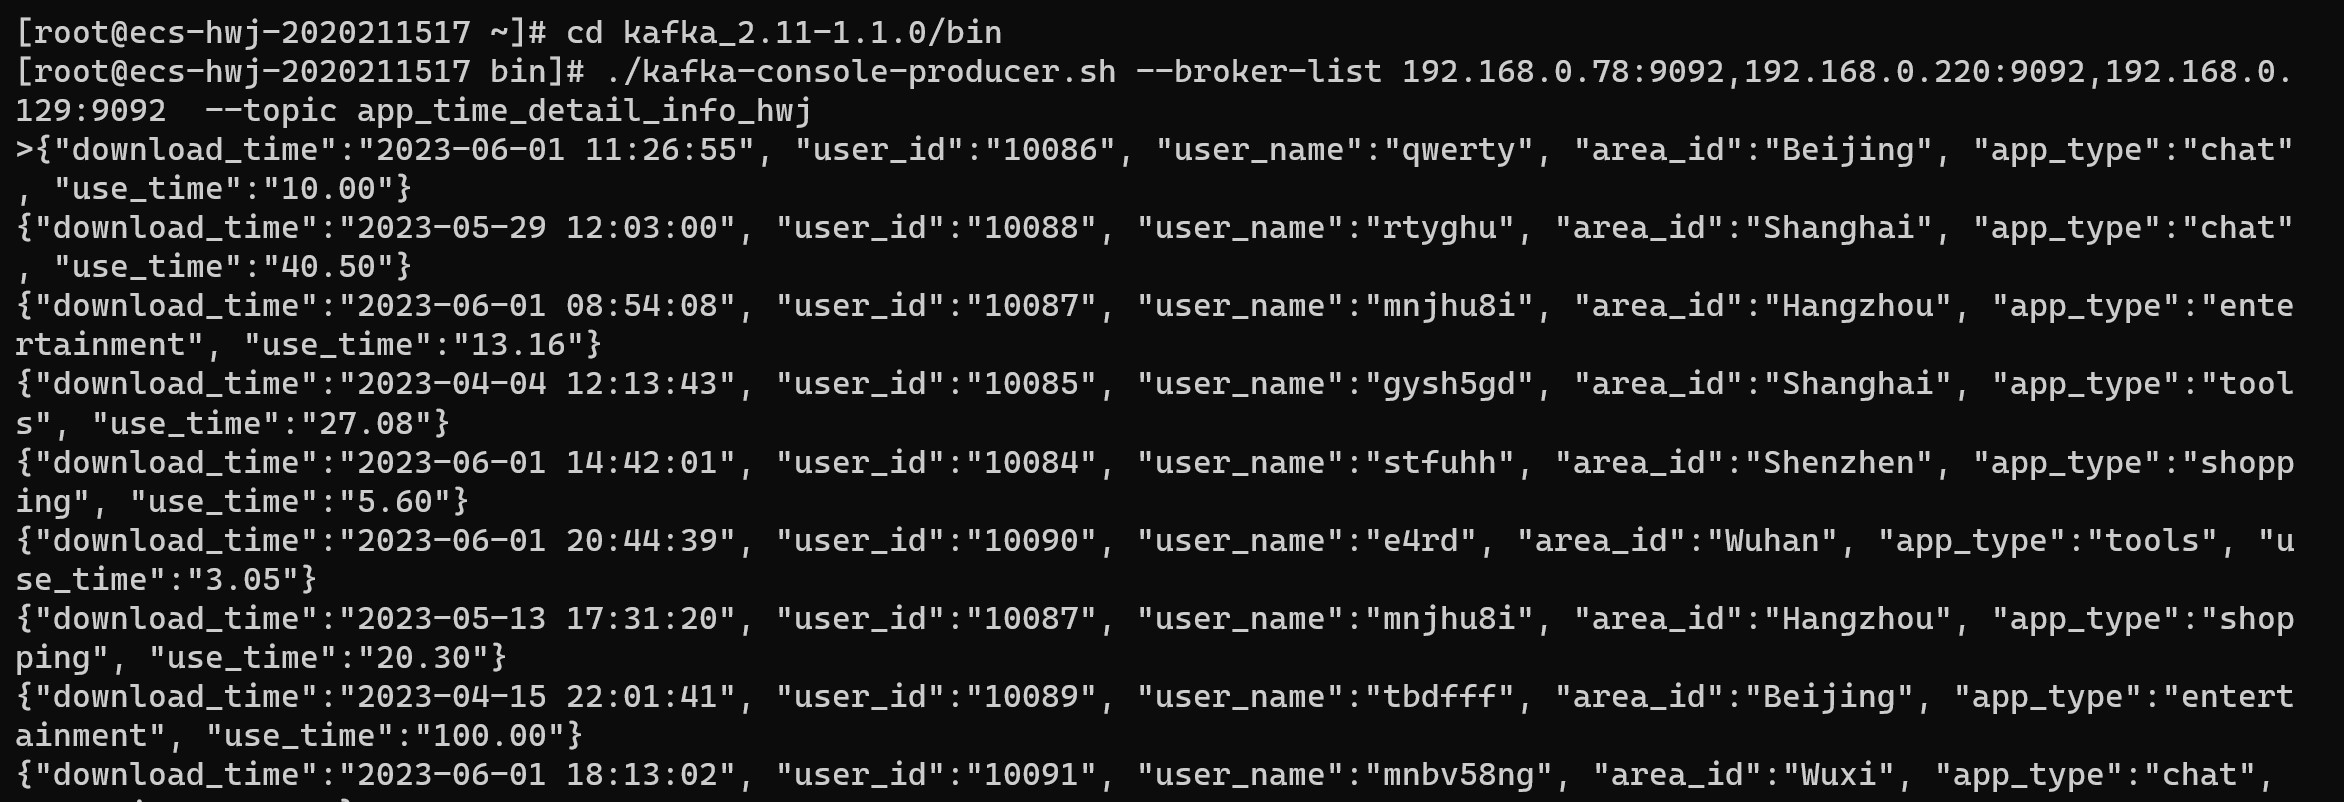 [root@ecs-hwj-2020211517 ~]# cd kafka_2.11-1.1.0/bin
[root@ecs-hwj-2020211517 bin]# ./kafka-console-producer.sh --broker-list 192.168.0.78:9092,192.168.0.220:9092,192.168.0.
129:9092  --topic app_time_detail_info_hwj
>{"download_time":"2023-06-01 11:26:55", "user_id":"10086", "user_name":"qwerty", "area_id":"Beijing", "app_type":"chat"
, "use_time":"10.00"}
{"download_time":"2023-05-29 12:03:00", "user_id":"10088", "user_name":"rtyghu", "area_id":"Shanghai", "app_type":"chat"
, "use_time":"40.50"}
{"download_time":"2023-06-01 08:54:08", "user_id":"10087", "user_name":"mnjhu8i", "area_id":"Hangzhou", "app_type":"ente
rtainment", "use_time":"13.16"}
{"download_time":"2023-04-04 12:13:43", "user_id":"10085", "user_name":"gysh5gd", "area_id":"Shanghai", "app_type":"tool
s", "use_time":"27.08"}
{"download_time":"2023-06-01 14:42:01", "user_id":"10084", "user_name":"stfuhh", "area_id":"Shenzhen", "app_type":"shopp
ing", "use_time":"5.60"}
{"download_time":"2023-06-01 20:44:39", "user_id":"10090", "user_name":"e4rd", "area_id":"Wuhan", "app_type":"tools", "u
se_time":"3.05"}
{"download_time":"2023-05-13 17:31:20", "user_id":"10087", "user_name":"mnjhu8i", "area_id":"Hangzhou", "app_type":"shop
ping", "use_time":"20.30"}
{"download_time":"2023-04-15 22:01:41", "user_id":"10089", "user_name":"tbdfff", "area_id":"Beijing", "app_type":"entert
ainment", "use_time":"100.00"}
{"download_time":"2023-06-01 18:13:02", "user_id":"10091", "user_name":"mnbv58ng", "area_id":"Wuxi", "app_type":"chat",